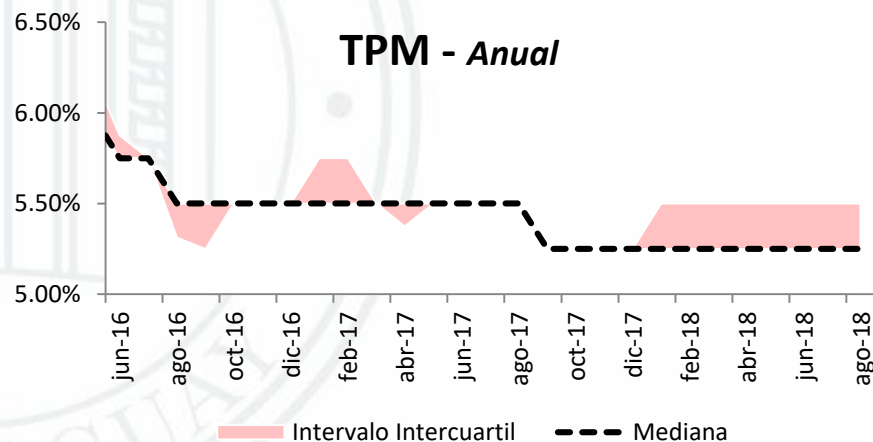 TPM - Anual
6.50%
6.00%
5.50%
5.00%
jun-16
ago-16
oct-16
dic-16
feb-17
abr-17
jun-17
ago-17
oct-17
dic-17
feb-18
abr-18
jun-18
ago-18
Intervalo Intercuartil
Mediana